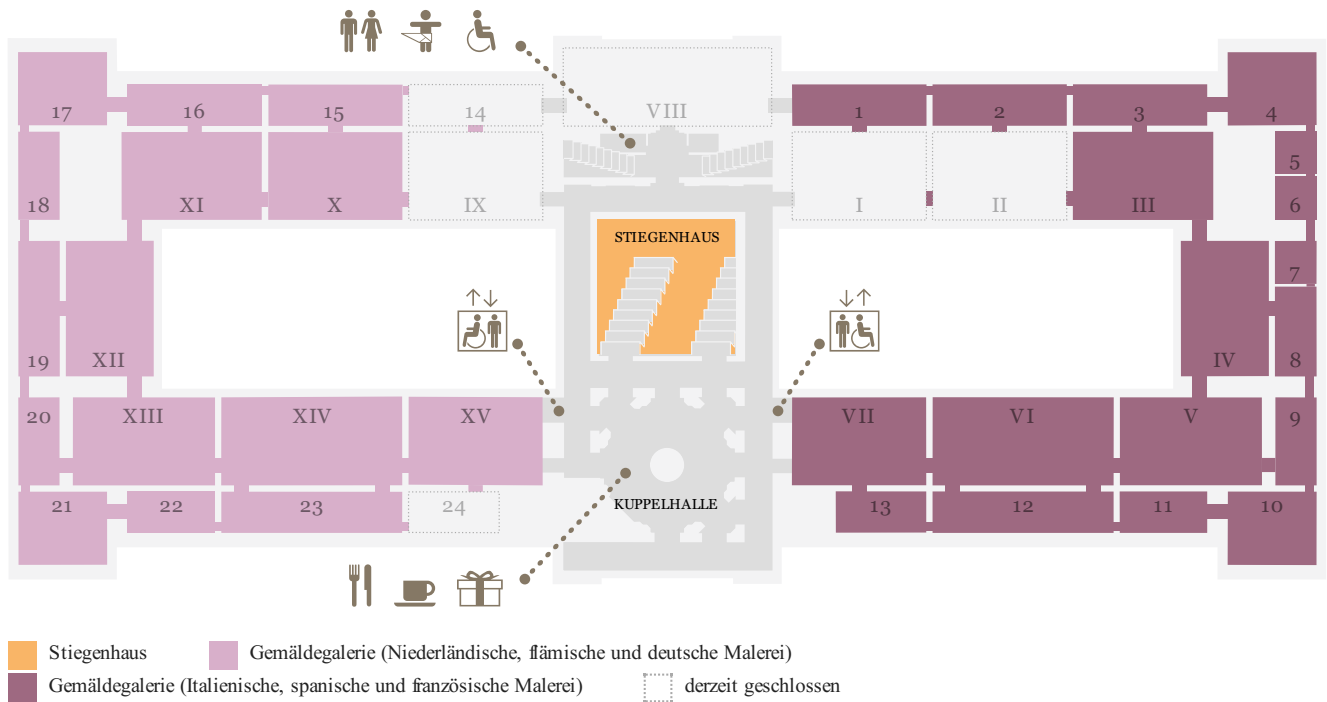 17 16 15 14 VIII 1 2 3 4
5
18 XI X IX I II III 6
STIEGENHAUS
7
19 XII IV 8
20 XIII XIV XV VII VI V 9
21 22 23 24 KUPPELHALLE 13 12 11 10
Stiegenhaus Gemäldegalerie (Niederländische, flämische und deutsche Malerei)
Gemäldegalerie (Italienische, spanische und französische Malerei) derzeit geschlossen